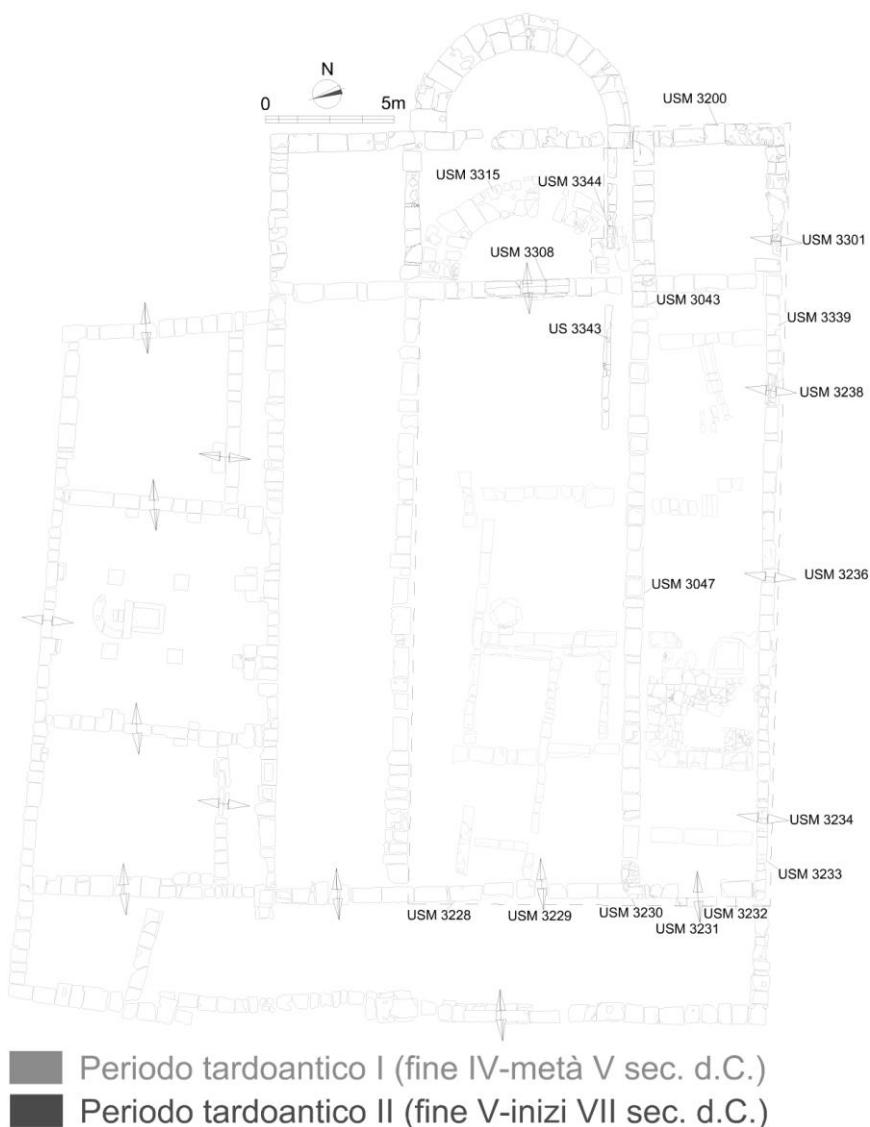 N
0 5m
USM 3200
USM 3315
USM 3344
USM 3301
USM 3308
USM 3043
USM 3339
US 3343
USM 3238
USM 3236
USM 3047
USM 3234
USM 3233
USM 3228
USM 3229
USM 3230
USM 3232
USM 3231
Periodo tardoantico I (fine IV-metà V sec. d.C.)
Periodo tardoantico II (fine V-inizi VII sec. d.C.)